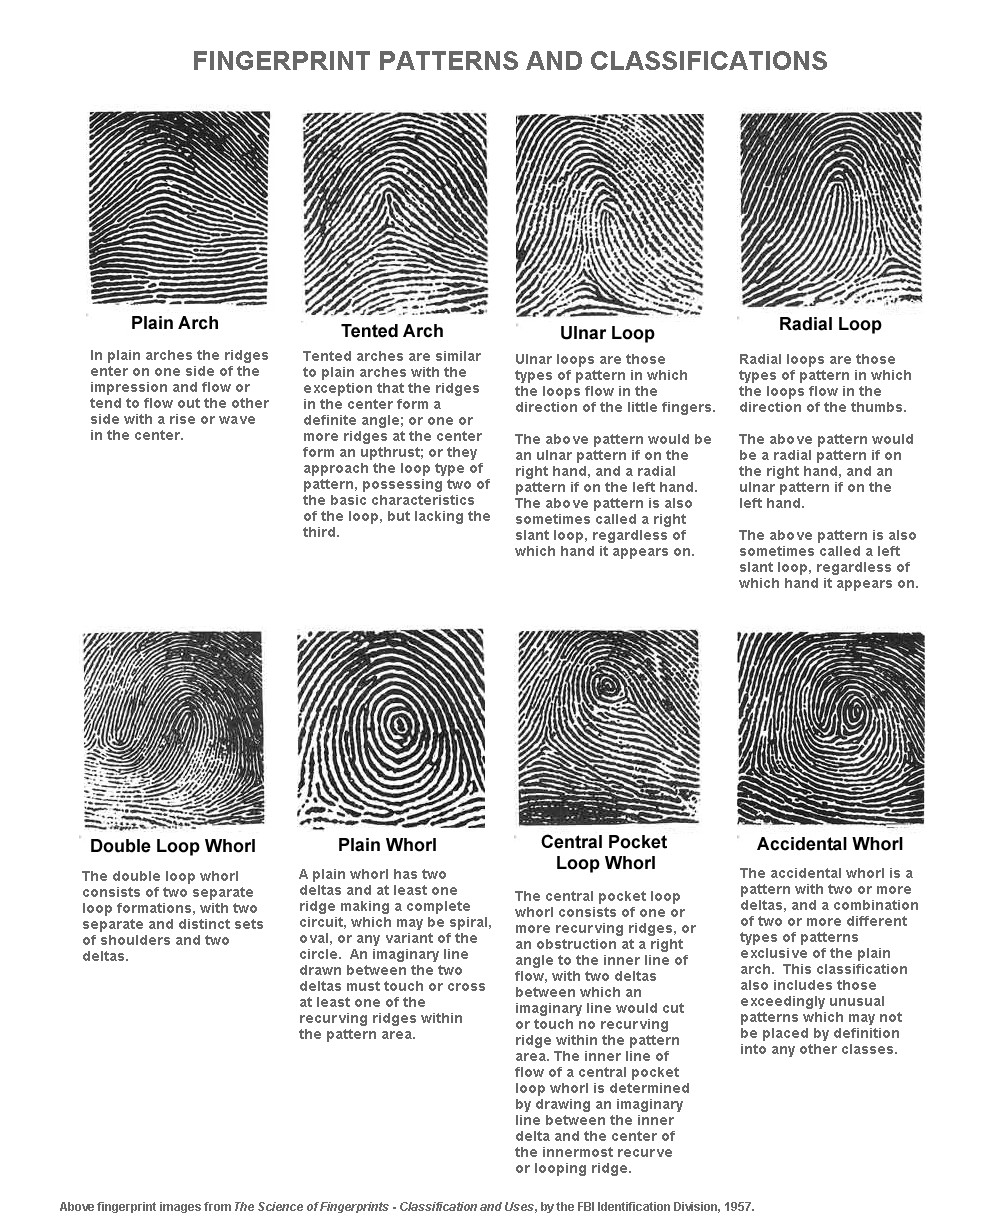 FINGERPRINT PATTERNS AND CLASSIFICATIONS
Plain Arch
In plain arches the ridges
enter on one side of the
impression and flow or
tend to flow out the other
side with a rise or wave
in the center.
Tented Arch
Tented arches are similar
to plain arches with the
exception that the ridges
in the center form a
definite angle; or one or
more ridges at the center
form an upthrust; or they
approach the loop type of
pattern, possessing two of
the basic characteristics
of the loop, but lacking the
third.
Ulnar Loop
Ulnar loops are those
types of pattern in which
the loops flow in the
direction of the little fingers.
The above pattern would be
an ulnar pattern if on the
right hand, and a radial
pattern if on the left hand.
The above pattern is also
sometimes called a right
slant loop, regardless of
which hand it appears on.
Radial Loop
Radial loops are those
types of pattern in which
the loops flow in the
direction of the thumbs.
The above pattern would
be a radial pattern if on
the right hand, and an
ulnar pattern if on the
left hand.
The above pattern is also
sometimes called a left
slant loop, regardless of
which hand it appears on.
Double Loop Whorl
The double loop whorl
consists of two separate
loop formations, with two
separate and distinct sets
of shoulders and two
deltas.
Plain Whorl
A plain whorl has two
deltas and at least one
ridge making a complete
circuit, which may be spiral,
oval, or any variant of the
circle. An imaginary line
drawn between the two
deltas must touch or cross
at least one of the
recurving ridges within
the pattern area.
Central Pocket
Loop Whorl
The central pocket loop
whorl consists of one or
more recurving ridges, or
an obstruction at a right
angle to the inner line of
flow, with two deltas
between which an
imaginary line would cut
or touch no recurving
ridge within the pattern
area. The inner line of
flow of a central pocket
loop whorl is determined
by drawing an imaginary
line between the inner
delta and the center of
the innermost recurve
or looping ridge.
Accidental Whorl
The accidental whorl is a
pattern with two or more
deltas, and a combination
of two or more different
types of patterns
exclusive of the plain
arch. This classification
also includes those
exceedingly unusual
patterns which may not
be placed by definition
into any other classes.
Above fingerprint images from The Science of Fingerprints - Classification and Uses, by the FBI Identification Division, 1957.